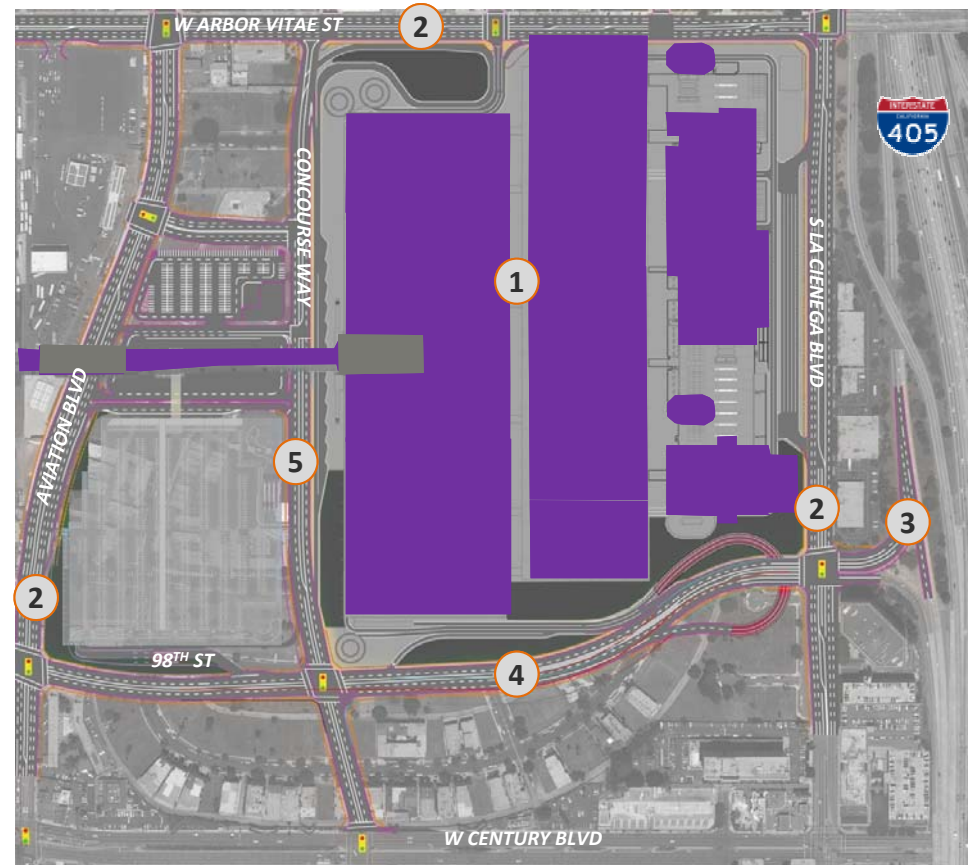 W ARBOR VITAE ST
2
INTERSTATE
CALIFORNIA
405
CONCOURSE WAY
S LA CIENEGA BLVD
1
AVIATION BLVD
5
2
3
2
98TH ST
4
W CENTURY BLVD